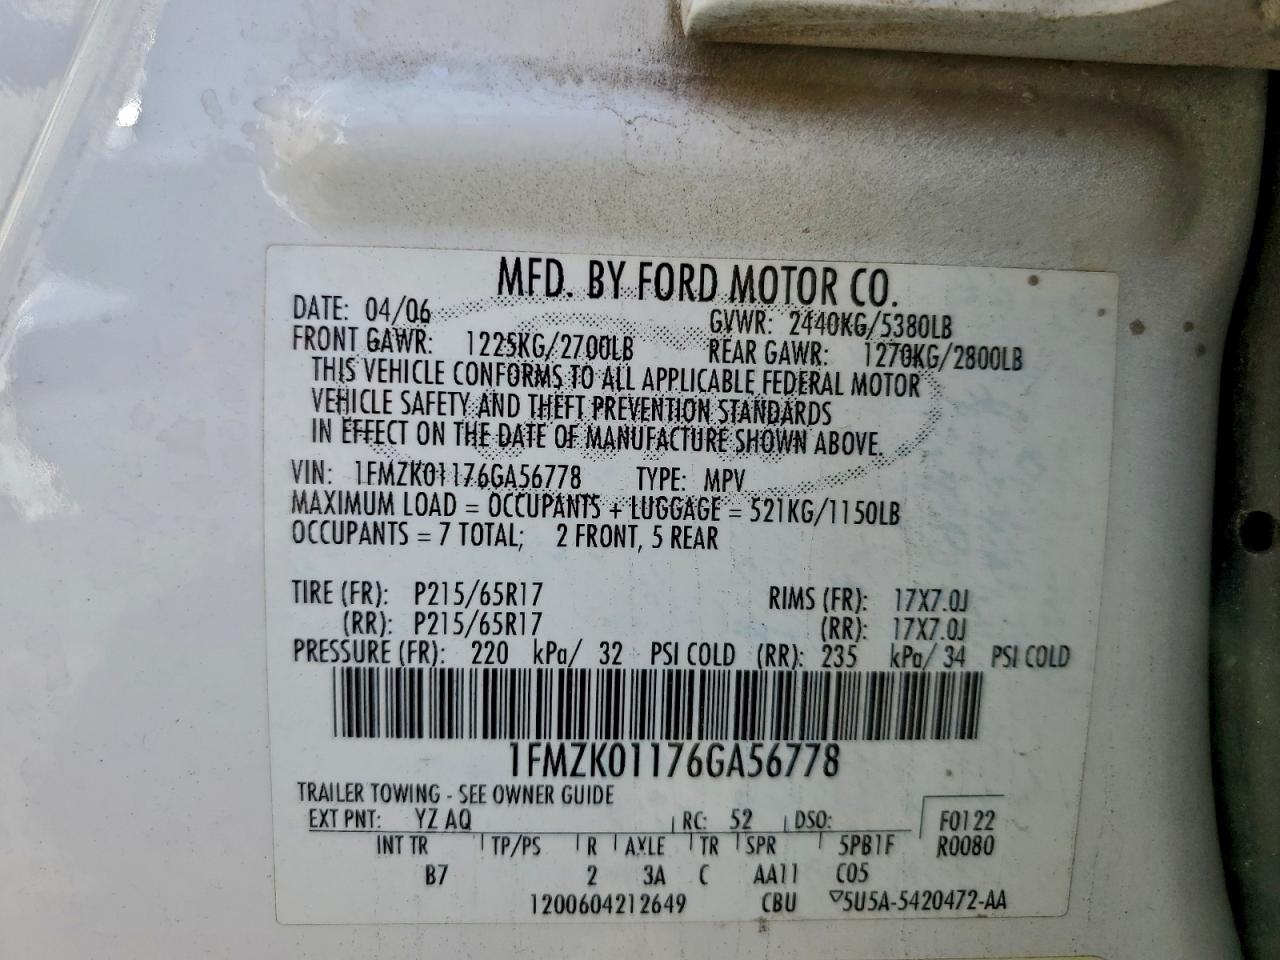 MFD. BY FORD MOTOR CO.
DATE: 04/06 GVWR: 2440KG/5380LB
FRONT GAWR: 1225KG/2700LB REAR GAWR: 1270KG/2800LB
THIS VEHICLE CONFORMS TO ALL APPLICABLE FEDERAL MOTOR
VEHICLE SAFETY AND THEFT PREVENTION STANDARDS
IN EFFECT ON THE DATE OF MANUFACTURE SHOWN ABOVE.
VIN: 1FMZK01176GA56778 TYPE: MPV
MAXIMUM LOAD = OCCUPANTS + LUGGAGE = 521KG/1150LB
OCCUPANTS = 7 TOTAL; 2 FRONT, 5 REAR
TIRE (FR): P215/65R17 RIMS (FR): 17X7.0J
(RR): P215/65R17 (RR): 17X7.0J
PRESSURE (FR): 220 kPa/ 32 PSI COLD (RR): 235 kPa/ 34 PSI COLD
1FMZK01176GA56778
TRAILER TOWING - SEE OWNER GUIDE
EXT PNT: YZ AQ RC: 52 DSO: F0122
INT TR TP/PS R AXLE TR SPR 5PB1F R0080
B7 2 3A C AA11 C05
1200604212649 CBU ▽5U5A-5420472-AA